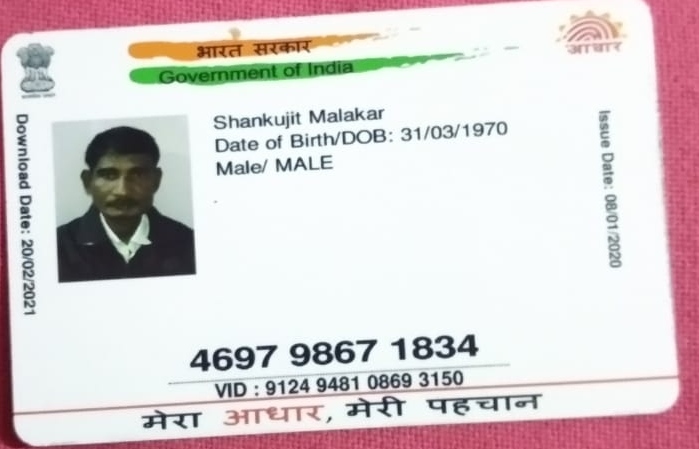 भारत सरकार
Government of India
आधार
Download Date: 20/02/2021
Shankujit Malakar
Date of Birth/DOB: 31/03/1970
Male/ MALE
Issue Date: 08/01/2020
4697 9867 1834
VID : 9124 9481 0869 3150
मेरा आधार, मेरी पहचान